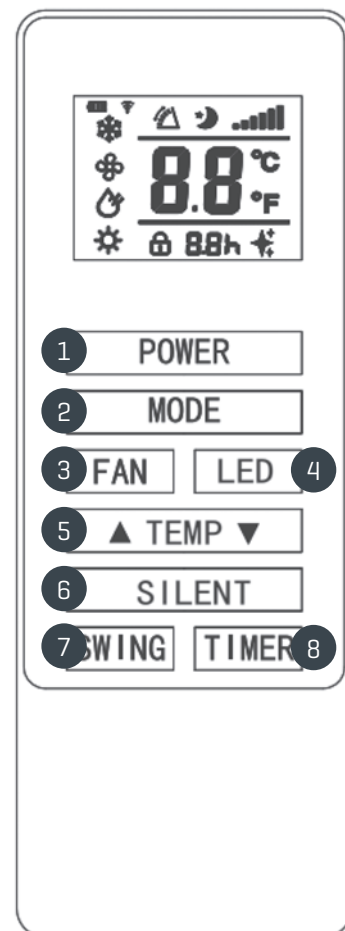 8.8 °C
°F
8.8h
1 POWER
2 MODE
3 FAN LED 4
5 ▲ TEMP ▼
6 SILENT
7 SWING TIMER 8